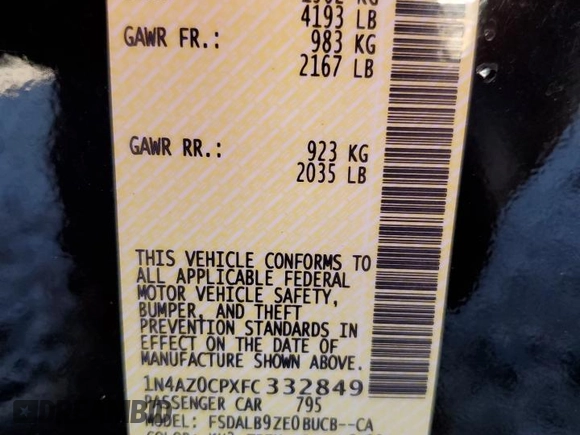 4193 LB
GAWR FR.: 983 KG
2167 LB
GAWR RR.: 923 KG
2035 LB
THIS VEHICLE CONFORMS TO
ALL APPLICABLE FEDERAL
MOTOR VEHICLE SAFETY,
BUMPER, AND THEFT
PREVENTION STANDARDS IN
EFFECT ON THE DATE OF
MANUFACTURE SHOWN ABOVE.
1N4AZ0CPXFC332849
PASSENGER CAR 795
MODEL: FSDALB9ZE0BUCB--CA